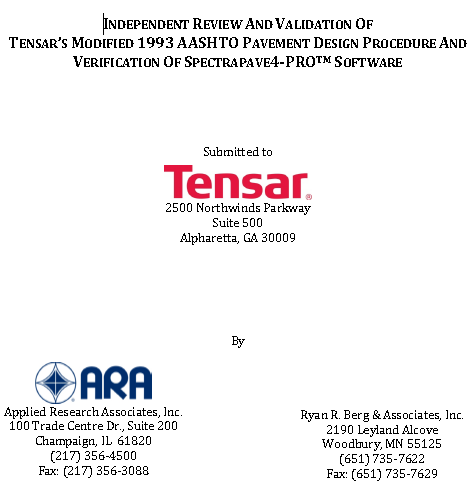 INDEPENDENT REVIEW AND VALIDATION OF
TENSAR'S MODIFIED 1993 AASHTO PAVEMENT DESIGN PROCEDURE AND
VERIFICATION OF SPECTRAPAVE4-PRO™ SOFTWARE
Submitted to
Tensar®
2500 Northwinds Parkway
Suite 500
Alpharetta, GA 30009
By
ARA
Applied Research Associates, Inc.
100 Trade Centre Dr., Suite 200
Champaign, IL 61820
(217) 356-4500
Fax: (217) 356-3088
Ryan R. Berg & Associates, Inc.
2190 Leyland Alcove
Woodbury, MN 55125
(651) 735-7622
Fax: (651) 735-7629